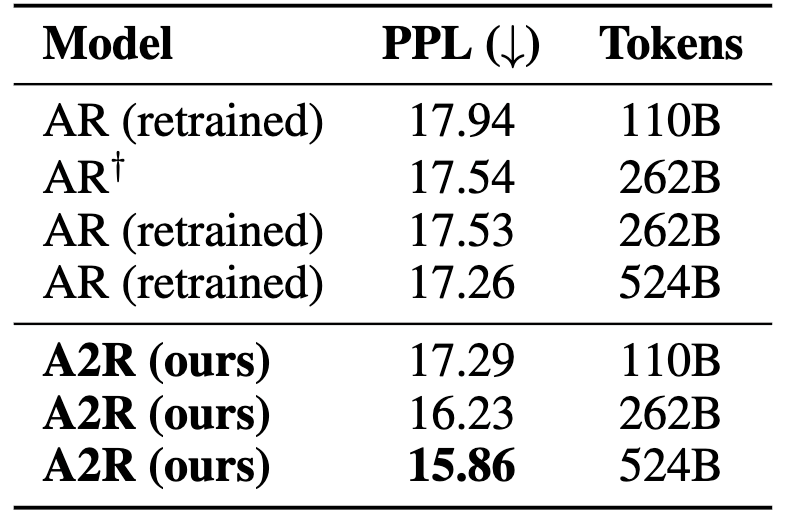 Model PPL (↓) Tokens
AR (retrained) 17.94 110B
AR† 17.54 262B
AR (retrained) 17.53 262B
AR (retrained) 17.26 524B
A2R (ours) 17.29 110B
A2R (ours) 16.23 262B
A2R (ours) 15.86 524B